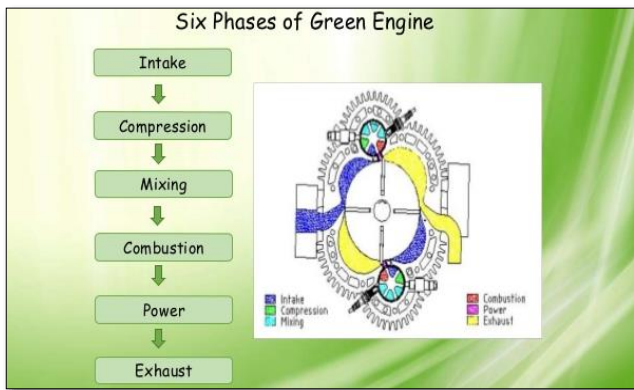 Six Phases of Green Engine
Intake
Compression
Mixing
Combustion
Power
Exhaust
Intake
Compression
Mixing
Combustion
Power
Exhaust